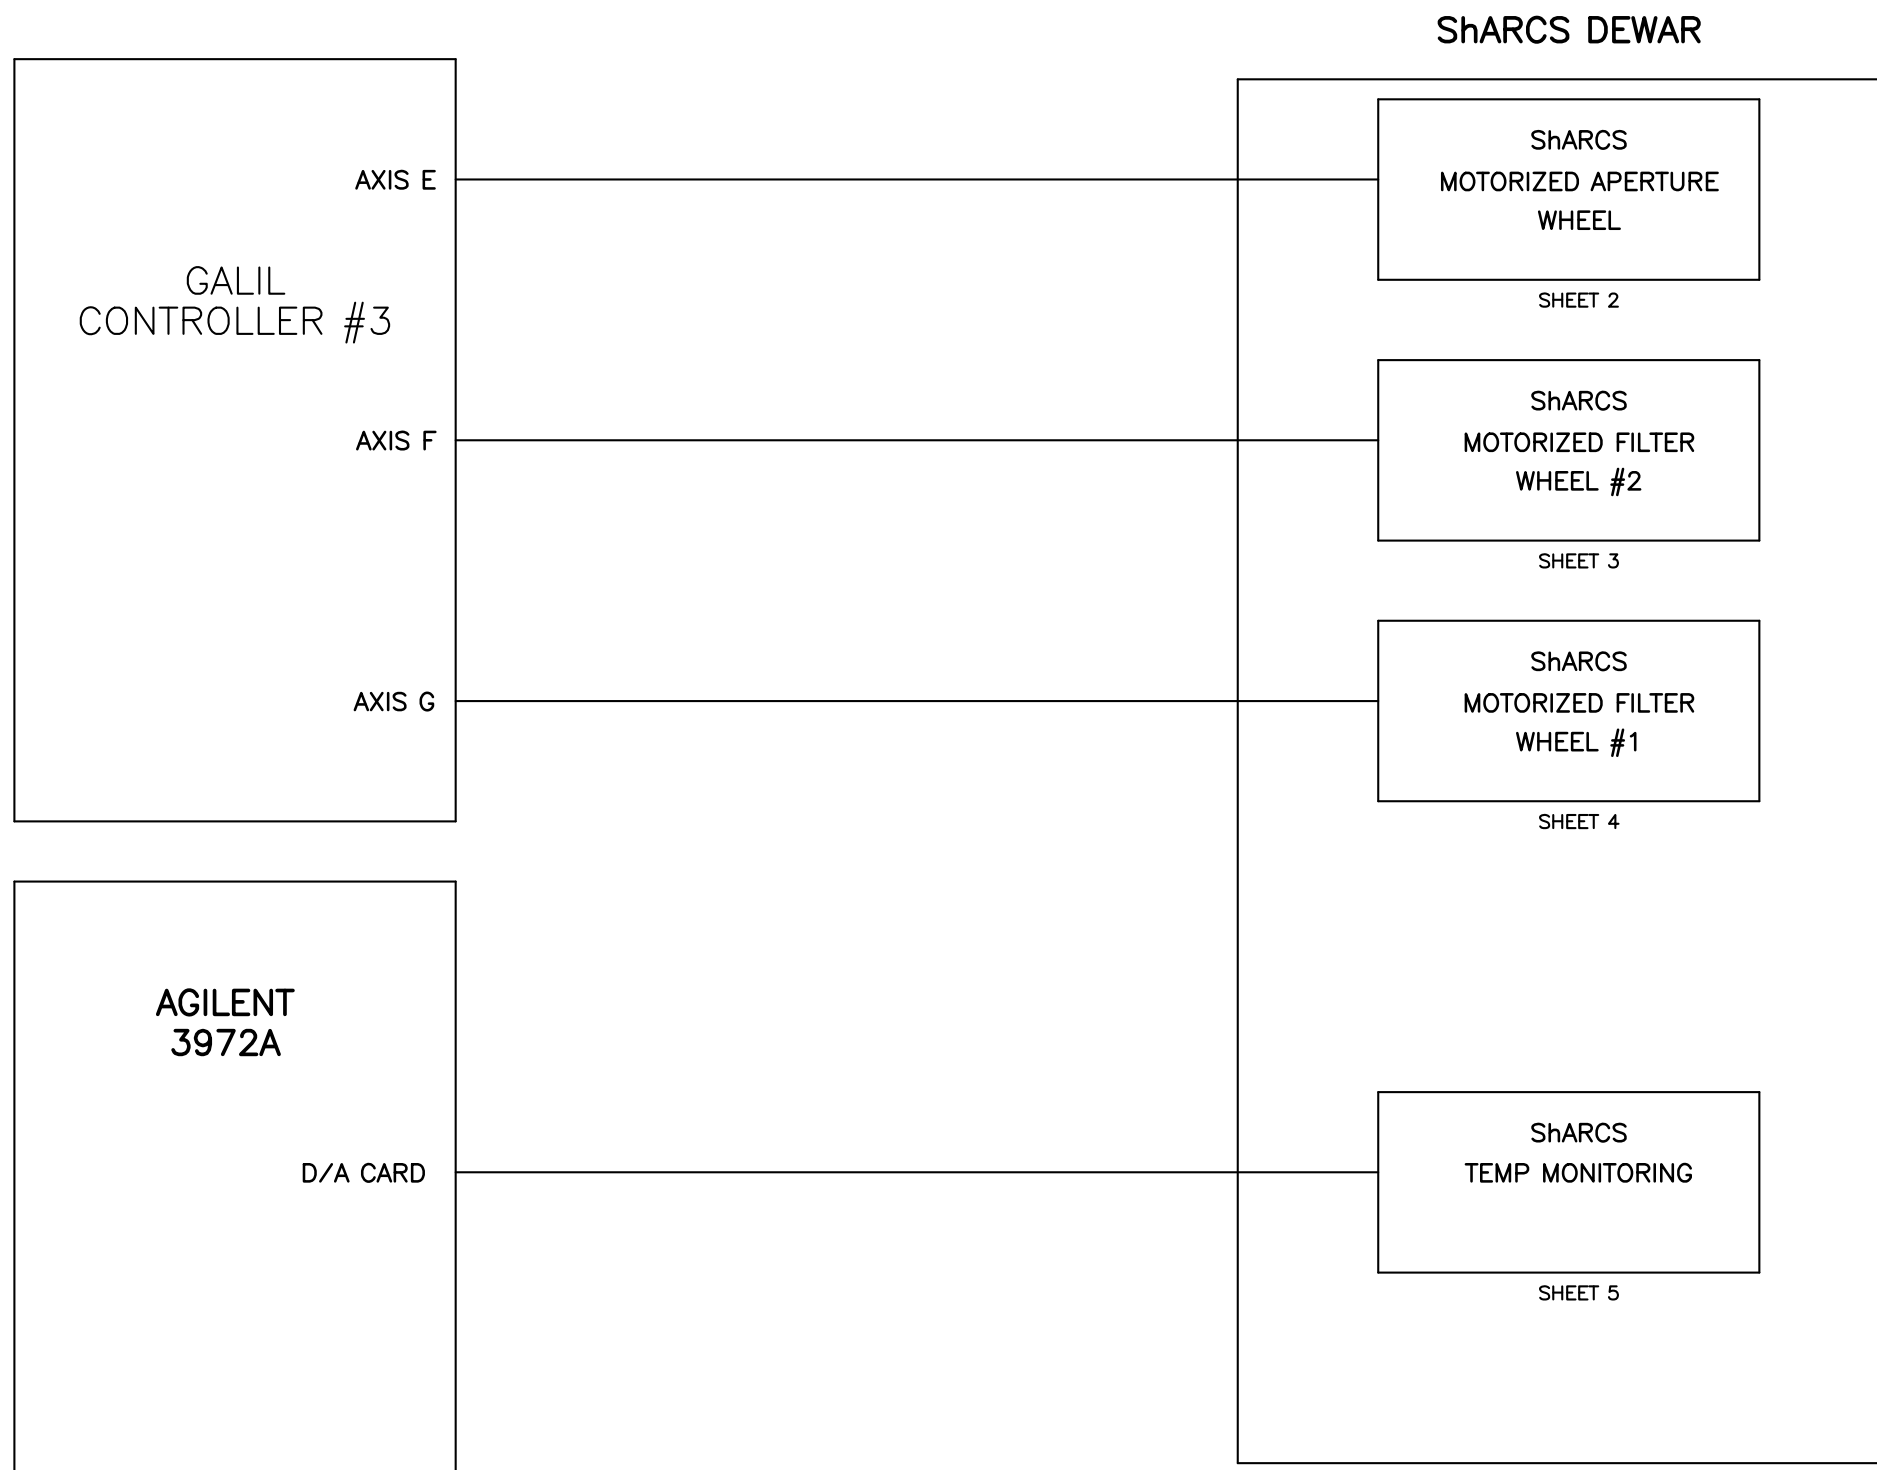 ShARCS DEWAR
AXIS E
GALIL
CONTROLLER #3
AXIS F
AXIS G
ShARCS
MOTORIZED APERTURE
WHEEL
SHEET 2
ShARCS
MOTORIZED FILTER
WHEEL #2
SHEET 3
ShARCS
MOTORIZED FILTER
WHEEL #1
SHEET 4
AGILENT
3972A
D/A CARD
ShARCS
TEMP MONITORING
SHEET 5